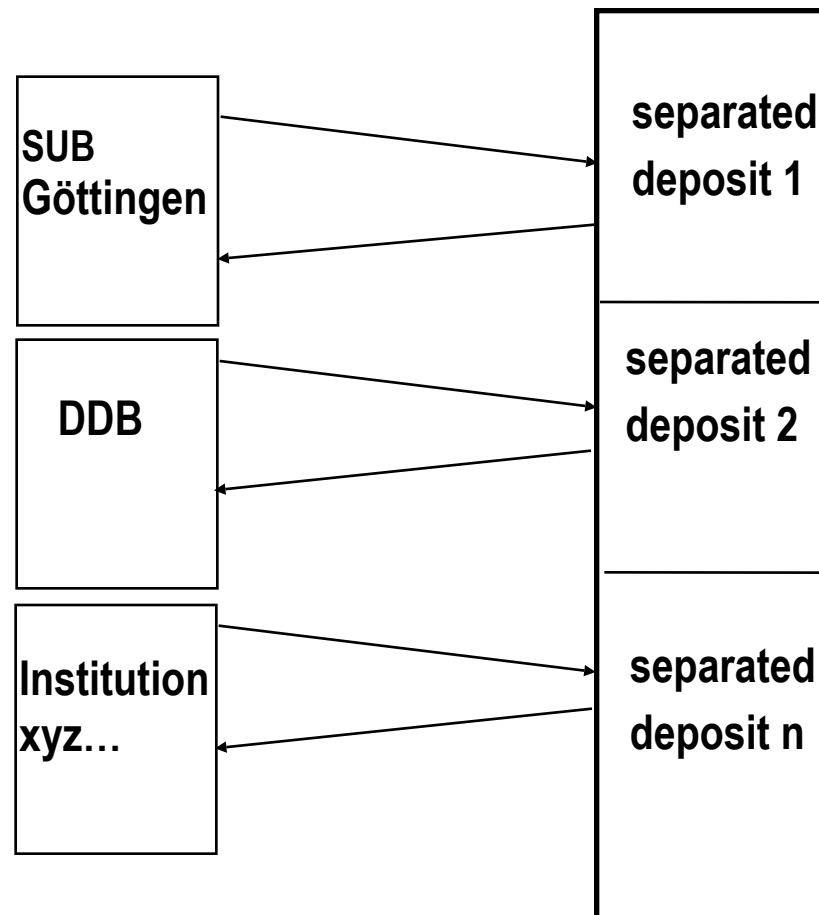 SUB
Göttingen
separated
deposit 1
DDB
separated
deposit 2
Institution
xyz…
separated
deposit n